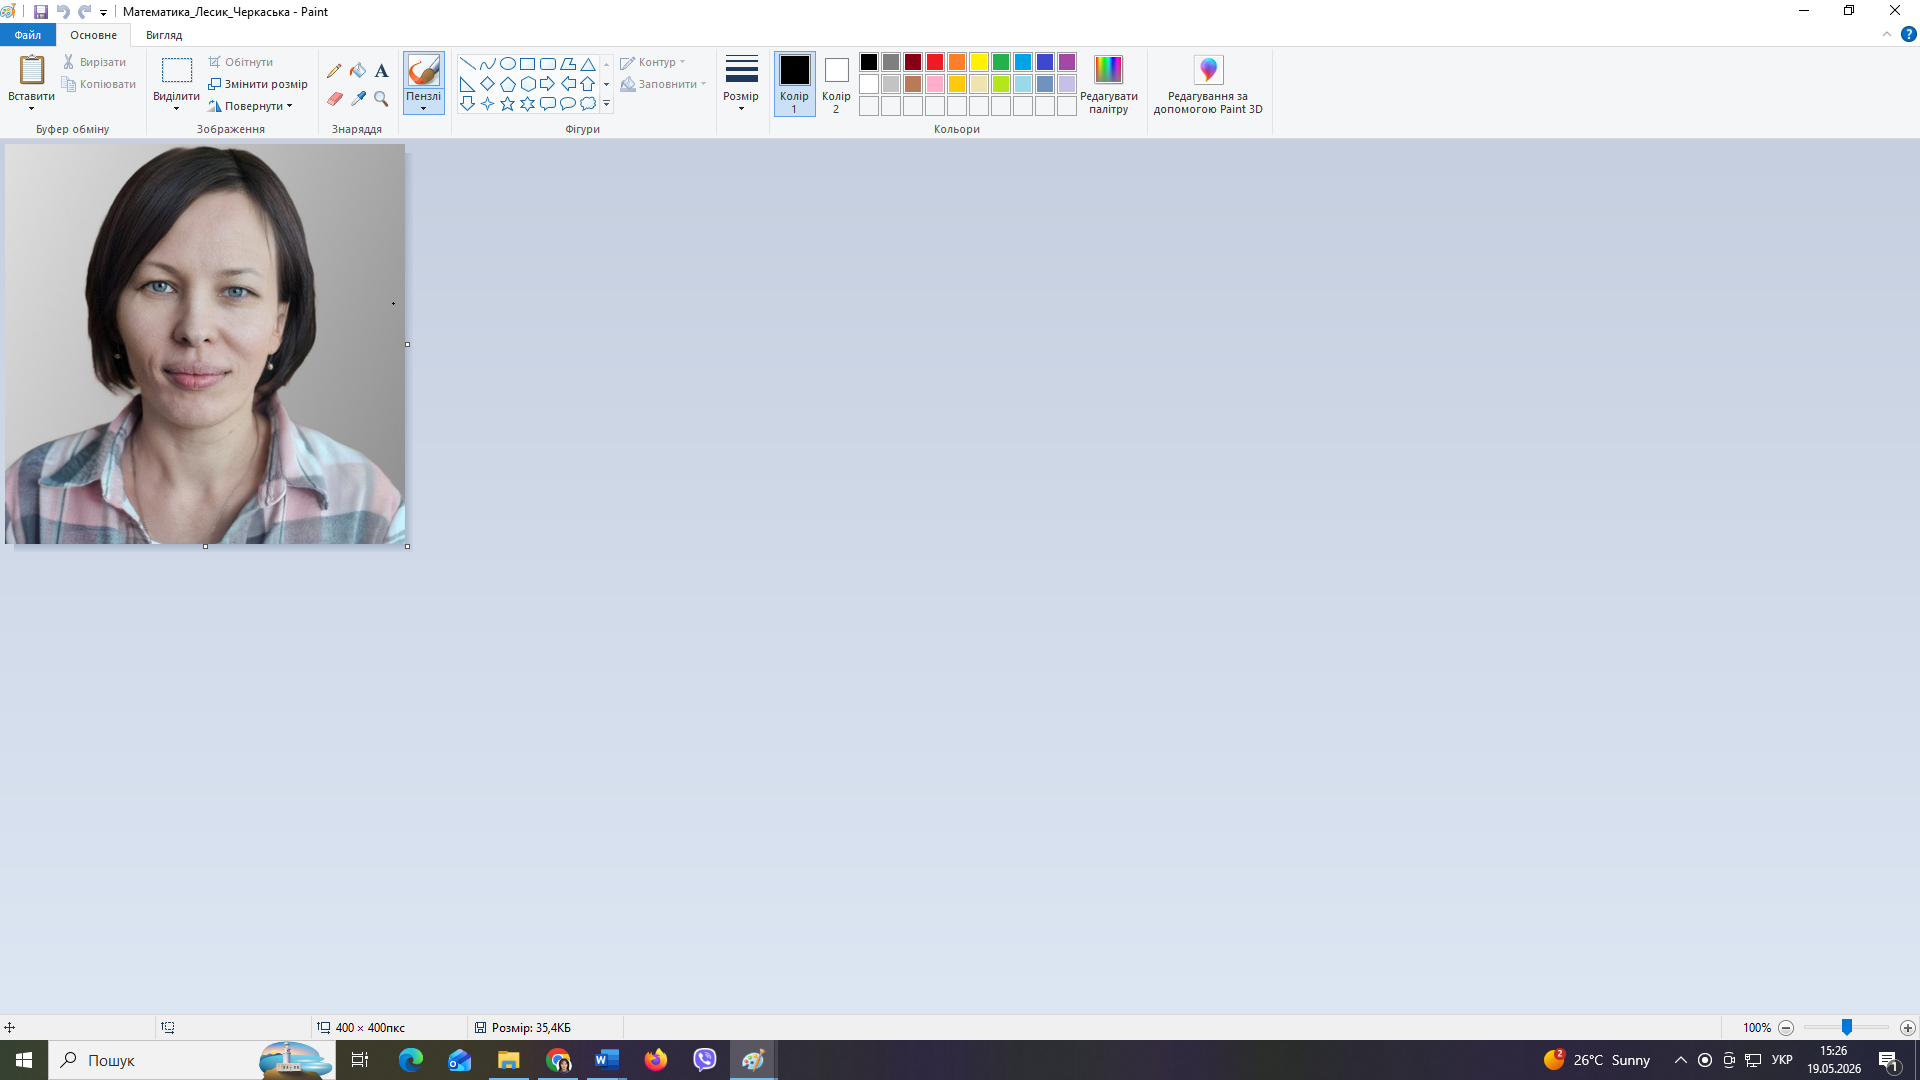 Математика_Лесик_Черкаська - Paint
Файл Основне Вигляд
Вставити
Вирізати
Копіювати
Буфер обміну
Виділити
Обітнути
Змінити розмір
Повернути
Зображення
Знаряддя
Пензлі
Контур
Заповнити
Фігури
Розмір
Колір 1
Колір 2
Кольори
Редагувати палітру
Редагування за допомогою Paint 3D
400 × 400пкс
Розмір: 35,4КБ
100%
Пошук
26°C Sunny
УКР
15:26
19.05.2026